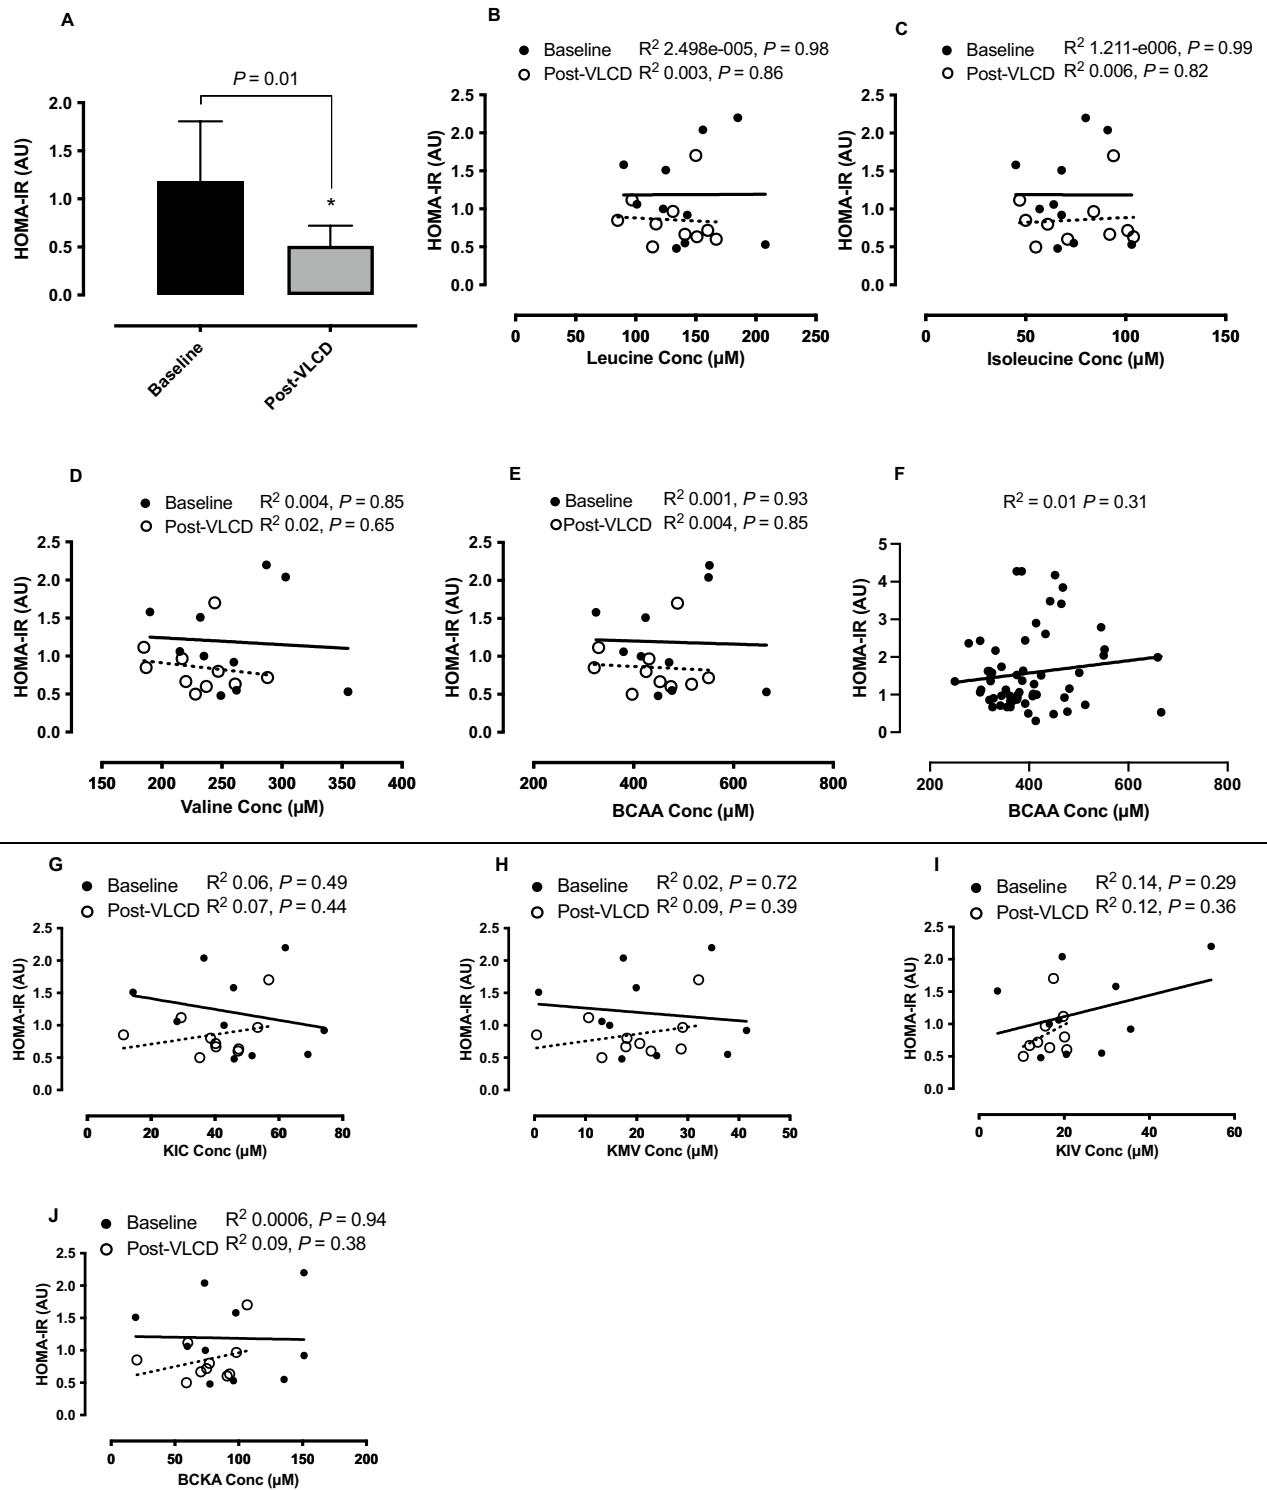 A
P = 0.01
2.0
1.5
1.0
0.5
0.0
HOMA-IR (AU)
*
Baseline
Post-VLCD
B
Baseline R² 2.498e-005, P = 0.98
Post-VLCD R² 0.003, P = 0.86
2.5
2.0
1.5
1.0
0.5
0.0
HOMA-IR (AU)
0 50 100 150 200 250
Leucine Conc (µM)
C
Baseline R² 1.211-e006, P = 0.99
Post-VLCD R² 0.006, P = 0.82
2.5
2.0
1.5
1.0
0.5
0.0
HOMA-IR (AU)
0 50 100 150
Isoleucine Conc (µM)
D
Baseline R² 0.004, P = 0.85
Post-VLCD R² 0.02, P = 0.65
2.5
2.0
1.5
1.0
0.5
0.0
HOMA-IR (AU)
150 200 250 300 350 400
Valine Conc (µM)
E
Baseline R² 0.001, P = 0.93
Post-VLCD R² 0.004, P = 0.85
2.5
2.0
1.5
1.0
0.5
0.0
HOMA-IR (AU)
200 400 600 800
BCAA Conc (µM)
F
R² = 0.01 P = 0.31
5
4
3
2
1
0
HOMA-IR (AU)
200 400 600 800
BCAA Conc (µM)
G
Baseline R² 0.06, P = 0.49
Post-VLCD R² 0.07, P = 0.44
2.5
2.0
1.5
1.0
0.5
0.0
HOMA-IR (AU)
0 20 40 60 80
KIC Conc (µM)
H
Baseline R² 0.02, P = 0.72
Post-VLCD R² 0.09, P = 0.39
2.5
2.0
1.5
1.0
0.5
0.0
HOMA-IR (AU)
0 10 20 30 40 50
KMV Conc (µM)
I
Baseline R² 0.14, P = 0.29
Post-VLCD R² 0.12, P = 0.36
2.5
2.0
1.5
1.0
0.5
0.0
HOMA-IR (AU)
0 20 40 60
KIV Conc (µM)
J
Baseline R² 0.0006, P = 0.94
Post-VLCD R² 0.09, P = 0.38
2.5
2.0
1.5
1.0
0.5
0.0
HOMA-IR (AU)
0 50 100 150 200
BCKA Conc (µM)